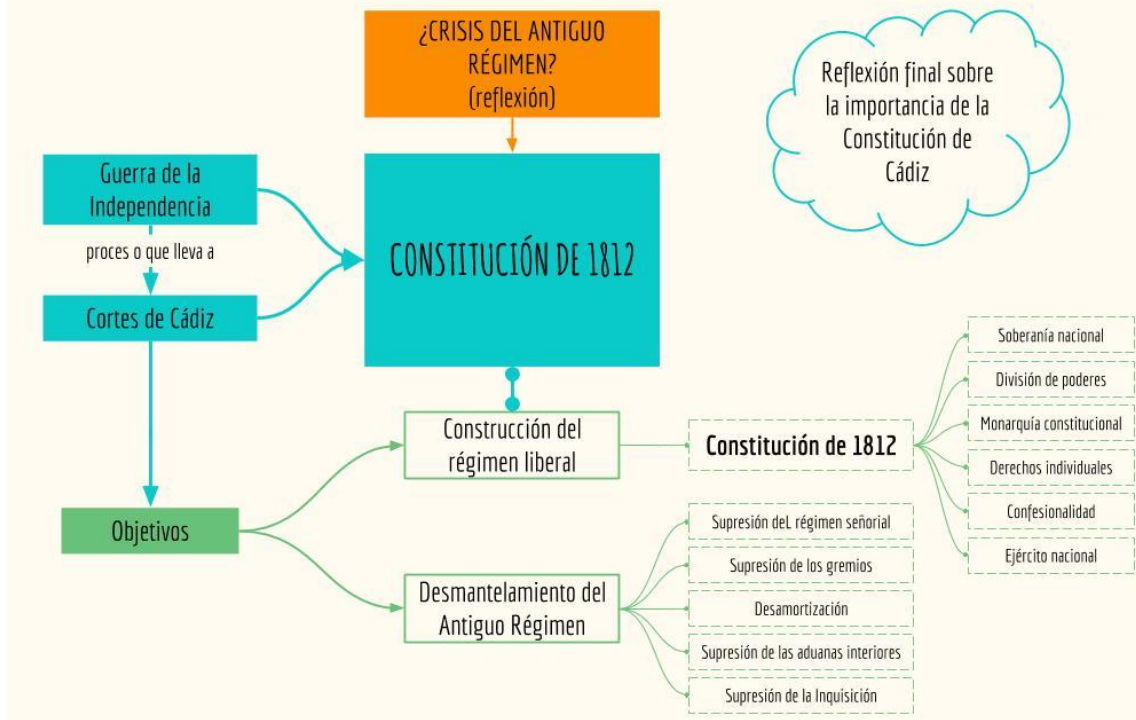 ¿CRISIS DEL ANTIGUO
RÉGIMEN?
(reflexión)
Reflexión final sobre
la importancia de la
Constitución de
Cádiz
Guerra de la
Independencia
proces o que lleva a
Cortes de Cádiz
CONSTITUCIÓN DE 1812
Objetivos
Construcción del
régimen liberal
Constitución de 1812
Soberanía nacional
División de poderes
Monarquía constitucional
Derechos individuales
Confesionalidad
Ejército nacional
Desmantelamiento del
Antiguo Régimen
Supresión deL régimen señorial
Supresión de los gremios
Desamortización
Supresión de las aduanas interiores
Supresión de la Inquisición